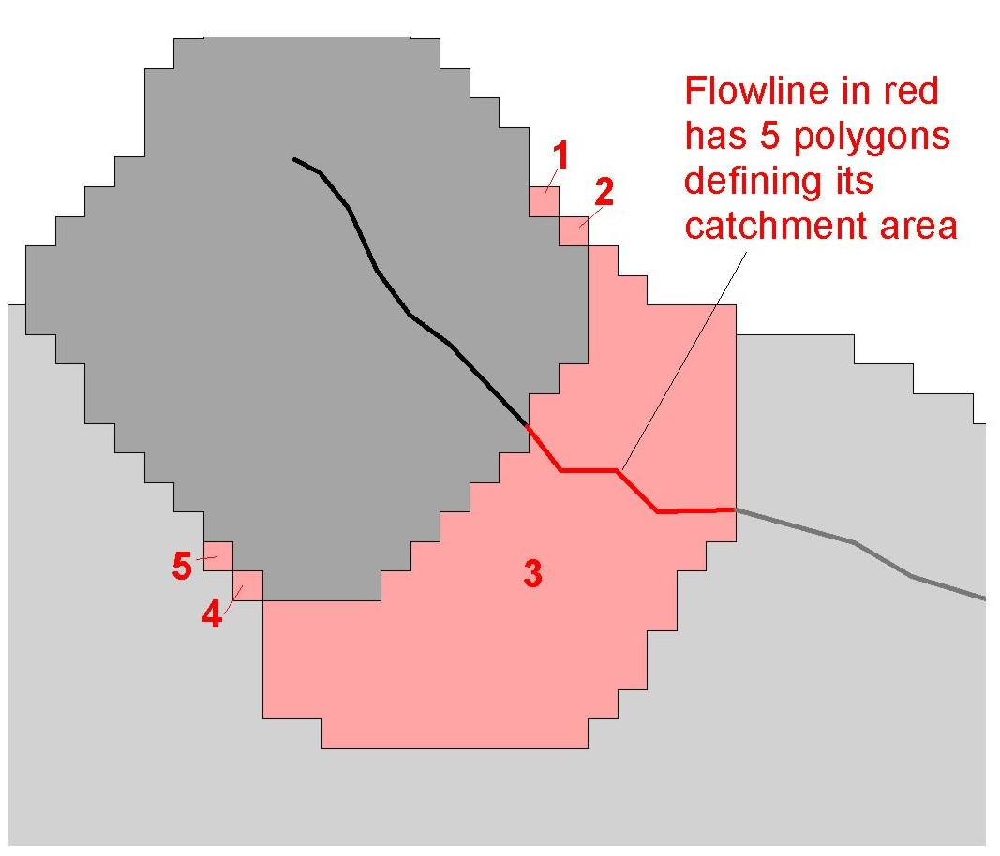 Flowline in red
has 5 polygons
defining its
catchment area
1
2
3
5
4